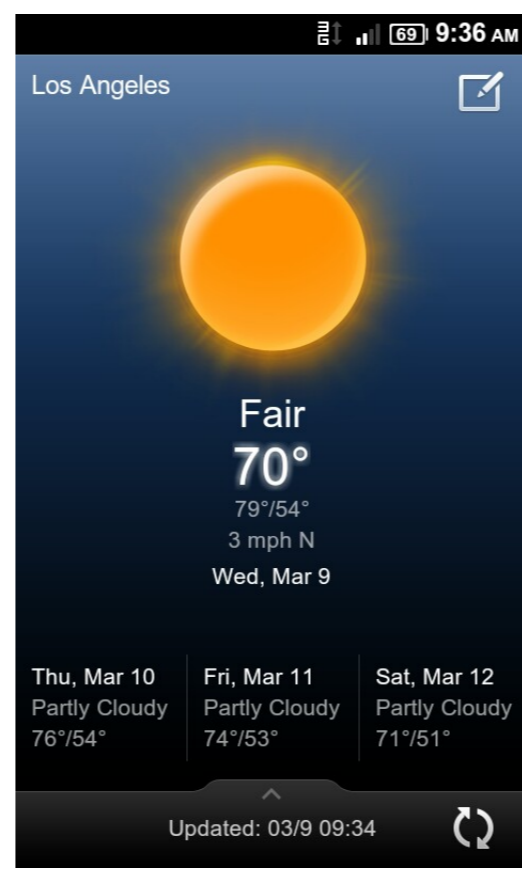 3G 69 9:36 AM
Los Angeles
Fair
70°
79°/54°
3 mph N
Wed, Mar 9
Thu, Mar 10 Fri, Mar 11 Sat, Mar 12
Partly Cloudy Partly Cloudy Partly Cloudy
76°/54° 74°/53° 71°/51°
Updated: 03/9 09:34